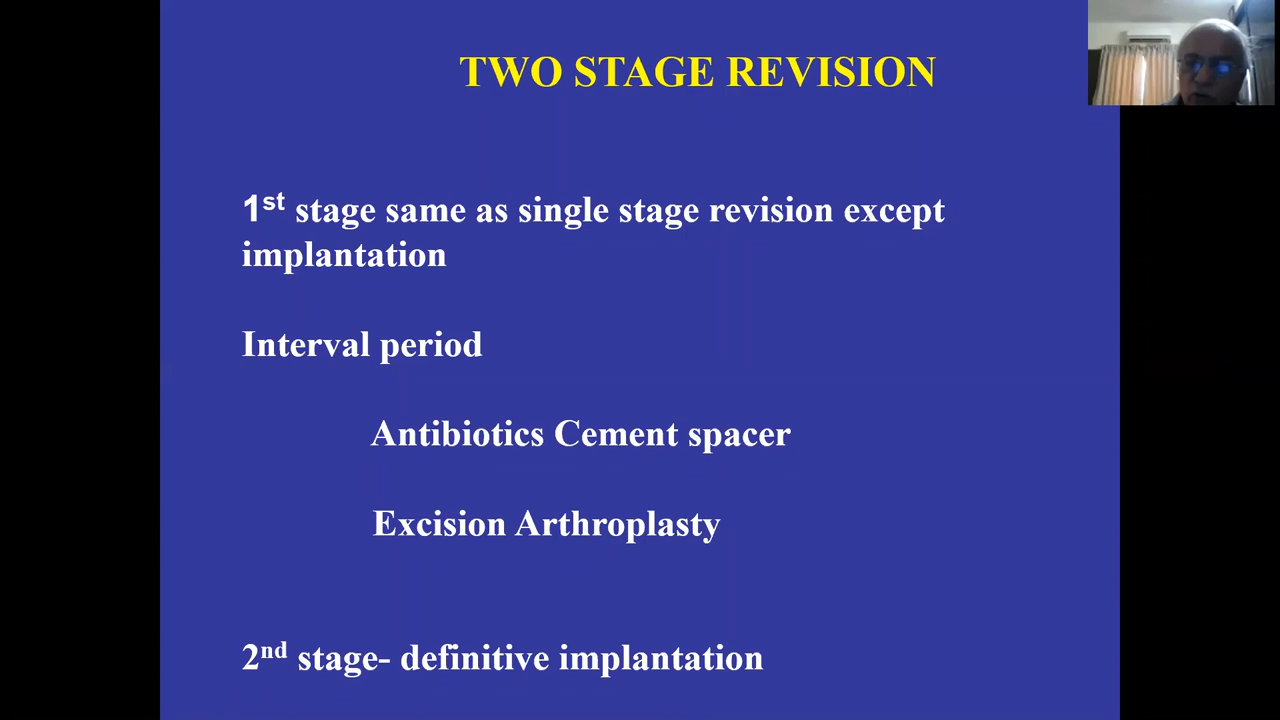 TWO STAGE REVISION
1st stage same as single stage revision except
implantation
Interval period
Antibiotics Cement spacer
Excision Arthroplasty
2nd stage- definitive implantation